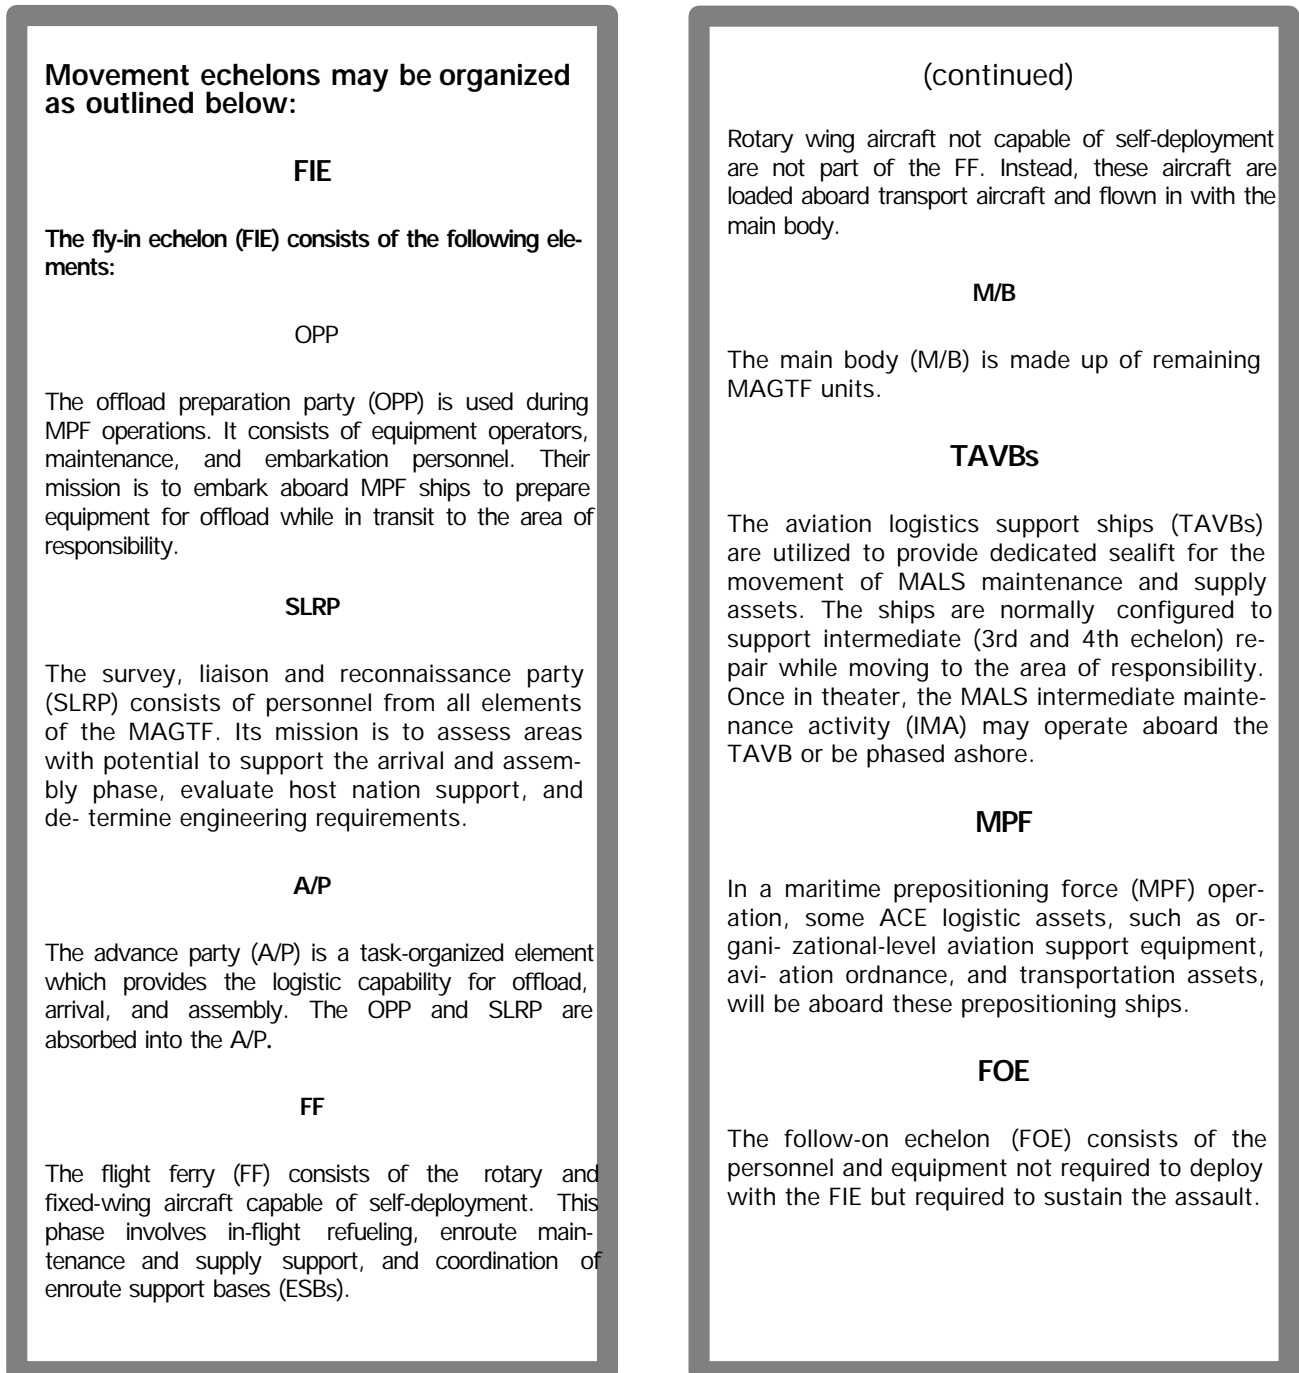 Movement echelons may be organized
as outlined below:
FIE
The fly-in echelon (FIE) consists of the following ele-
ments:
OPP
The offload preparation party (OPP) is used during
MPF operations. It consists of equipment operators,
maintenance, and embarkation personnel. Their
mission is to embark aboard MPF ships to prepare
equipment for offload while in transit to the area of
responsibility.
SLRP
The survey, liaison and reconnaissance party
(SLRP) consists of personnel from all elements
of the MAGTF. Its mission is to assess areas
with potential to support the arrival and assem-
bly phase, evaluate host nation support, and
de- termine engineering requirements.
A/P
The advance party (A/P) is a task-organized element
which provides the logistic capability for offload,
arrival, and assembly. The OPP and SLRP are
absorbed into the A/P.
FF
The flight ferry (FF) consists of the rotary and
fixed-wing aircraft capable of self-deployment. This
phase involves in-flight refueling, enroute main-
tenance and supply support, and coordination of
enroute support bases (ESBs).
(continued)
Rotary wing aircraft not capable of self-deployment
are not part of the FF. Instead, these aircraft are
loaded aboard transport aircraft and flown in with the
main body.
M/B
The main body (M/B) is made up of remaining
MAGTF units.
TAVBs
The aviation logistics support ships (TAVBs)
are utilized to provide dedicated sealift for the
movement of MALS maintenance and supply
assets. The ships are normally configured to
support intermediate (3rd and 4th echelon) re-
pair while moving to the area of responsibility.
Once in theater, the MALS intermediate mainte-
nance activity (IMA) may operate aboard the
TAVB or be phased ashore.
MPF
In a maritime prepositioning force (MPF) oper-
ation, some ACE logistic assets, such as or-
gani- zational-level aviation support equipment,
avi- ation ordnance, and transportation assets,
will be aboard these prepositioning ships.
FOE
The follow-on echelon (FOE) consists of the
personnel and equipment not required to deploy
with the FIE but required to sustain the assault.